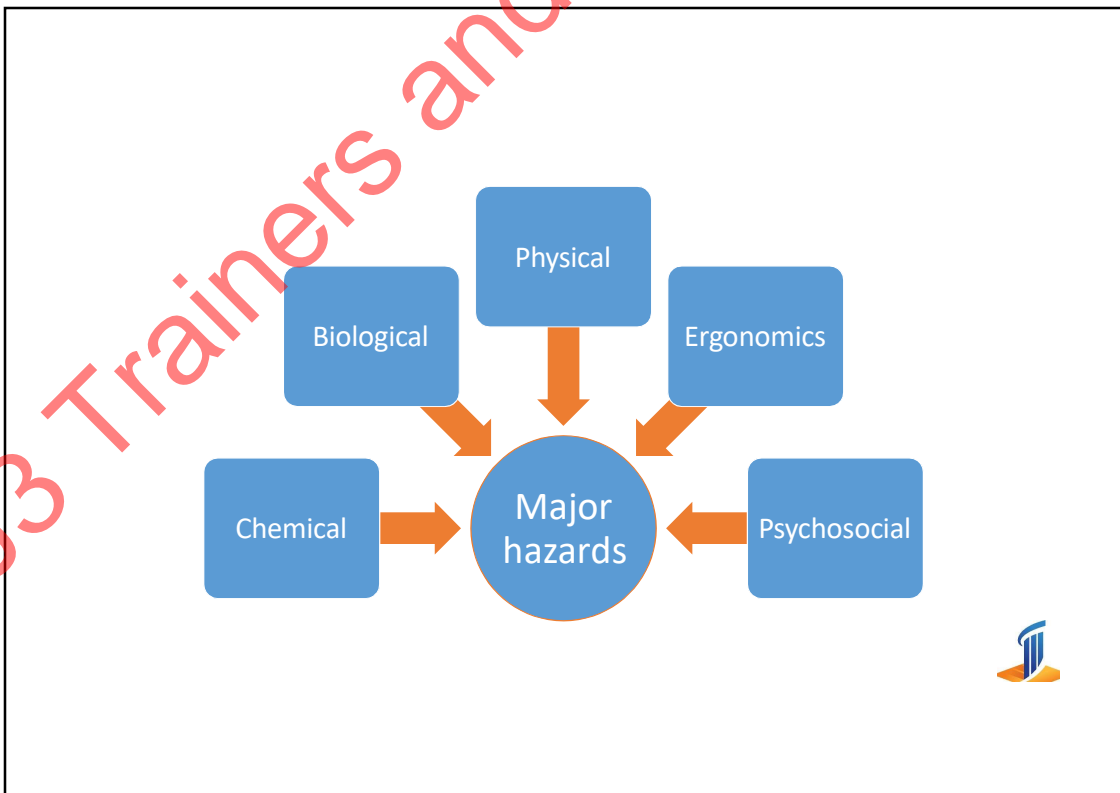 3 Trainers and
Physical
Biological
Ergonomics
Chemical
Major
hazards
Psychosocial